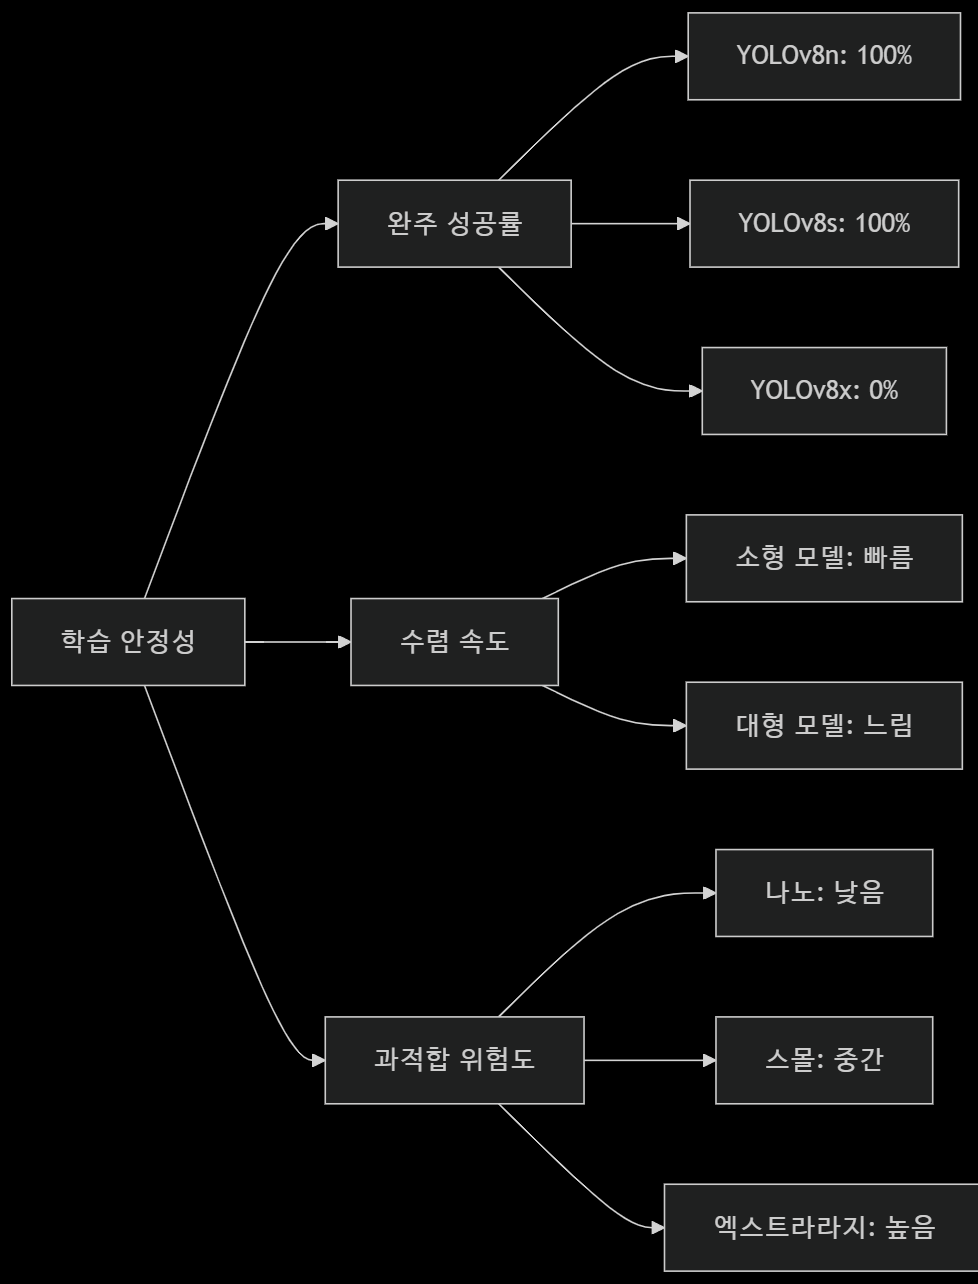 YOLOv8n: 100%
완주 성공률
YOLOv8s: 100%
YOLOv8x: 0%
소형 모델: 빠름
학습 안정성
수렴 속도
대형 모델: 느림
나노: 낮음
과적합 위험도
스몰: 중간
엑스트라라지: 높음